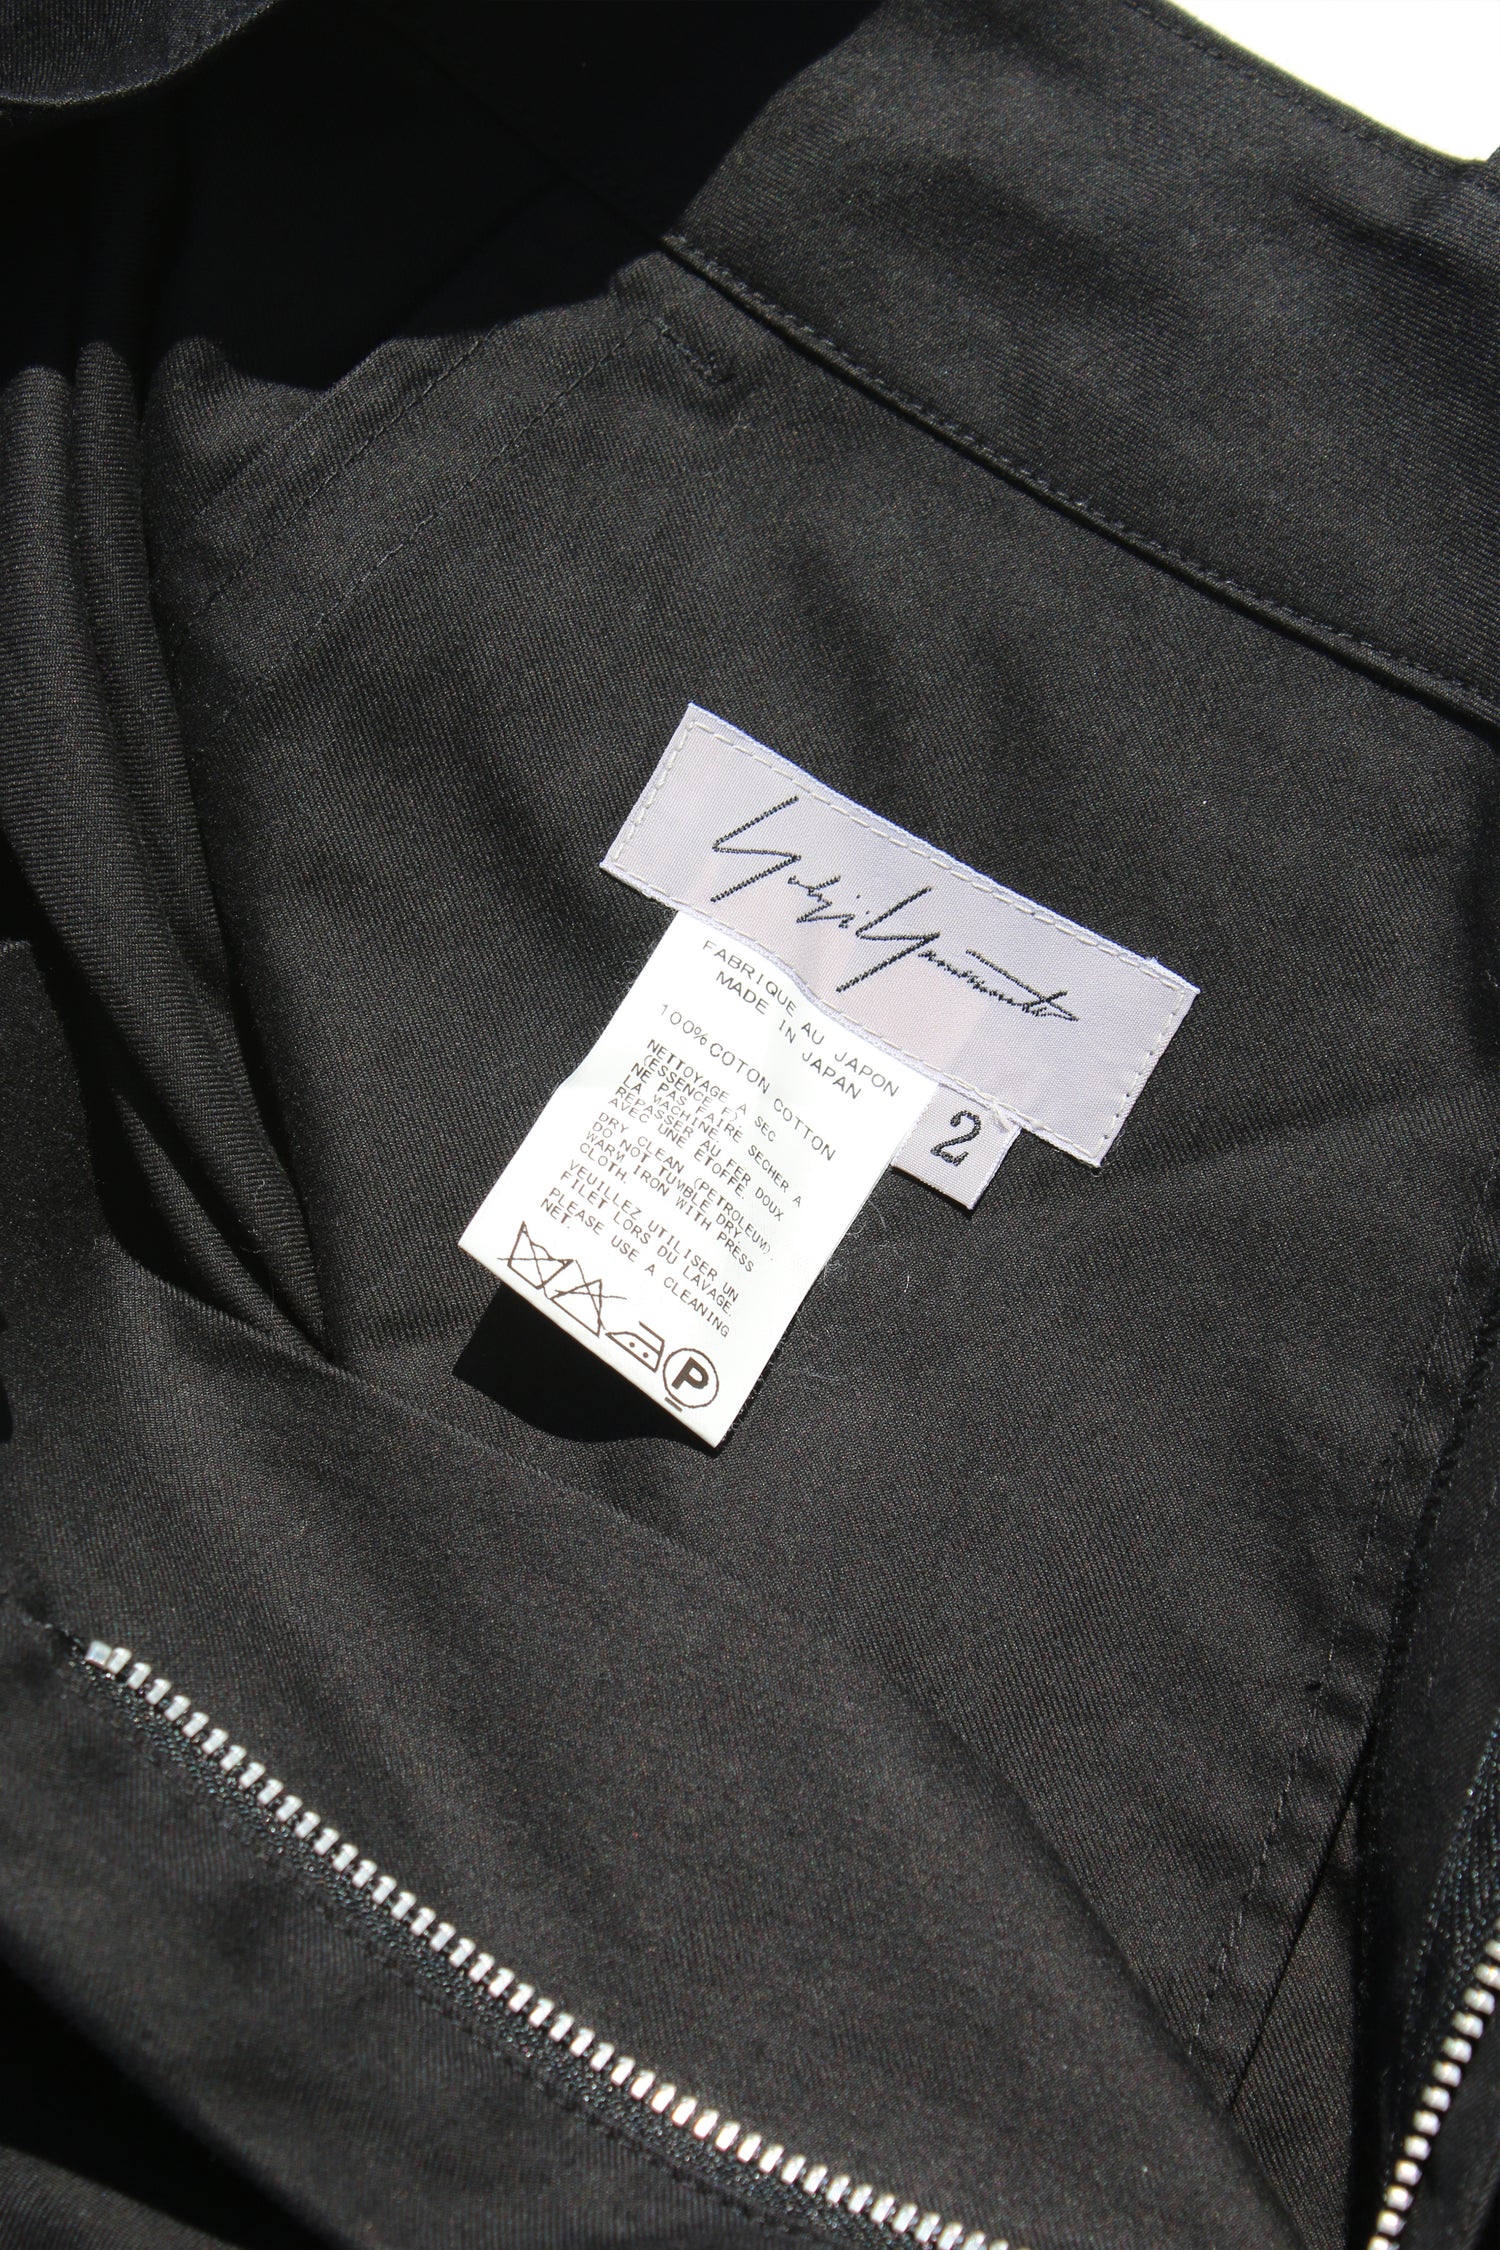 Yohji Yamamoto
FABRIQUE AU JAPON
MADE IN JAPAN
100% COTON COTTON
NETTOYAGE A SEC
(ESSENCE F).
NE PAS FAIRE SECHER A
LA MACHINE.
REPASSER AU FER DOUX
AVEC UNE ETOFFE.
DRY CLEAN (PETROLEUM).
DO NOT TUMBLE DRY.
WARM IRON WITH PRESS
CLOTH.
VEUILLEZ UTILISER UN
FILET LORS DU LAVAGE.
PLEASE USE A CLEANING
NET.
P
2